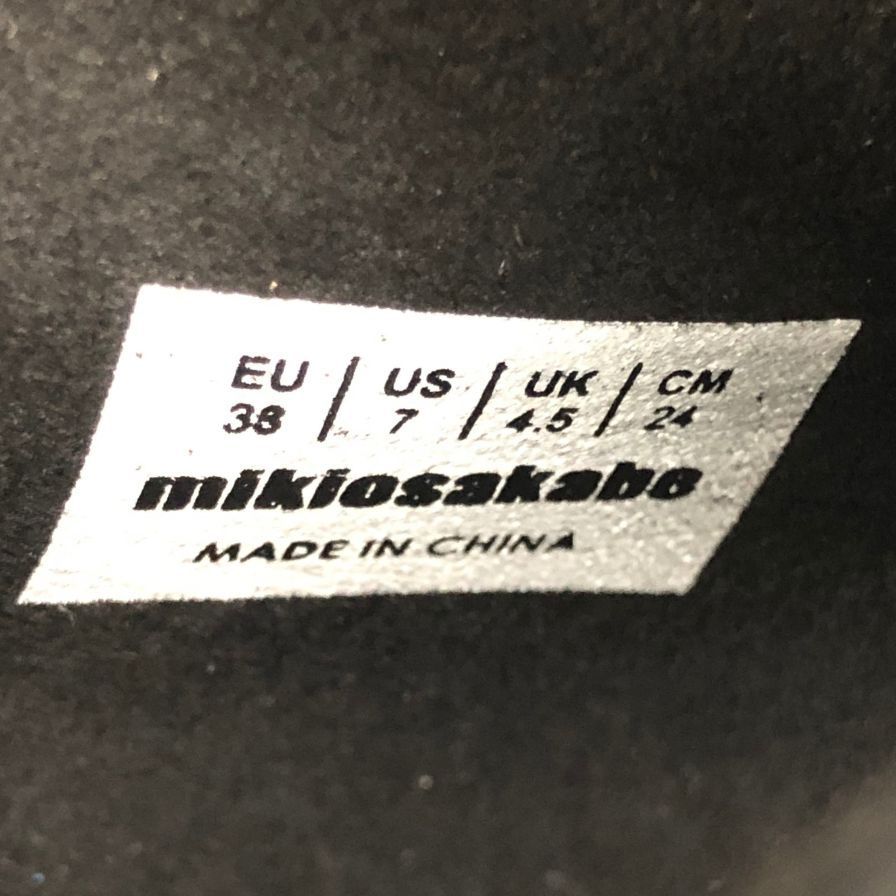 EU / US / UK / CM
38 / 7 / 4.5 / 24
mikiosakabe
MADE IN CHINA